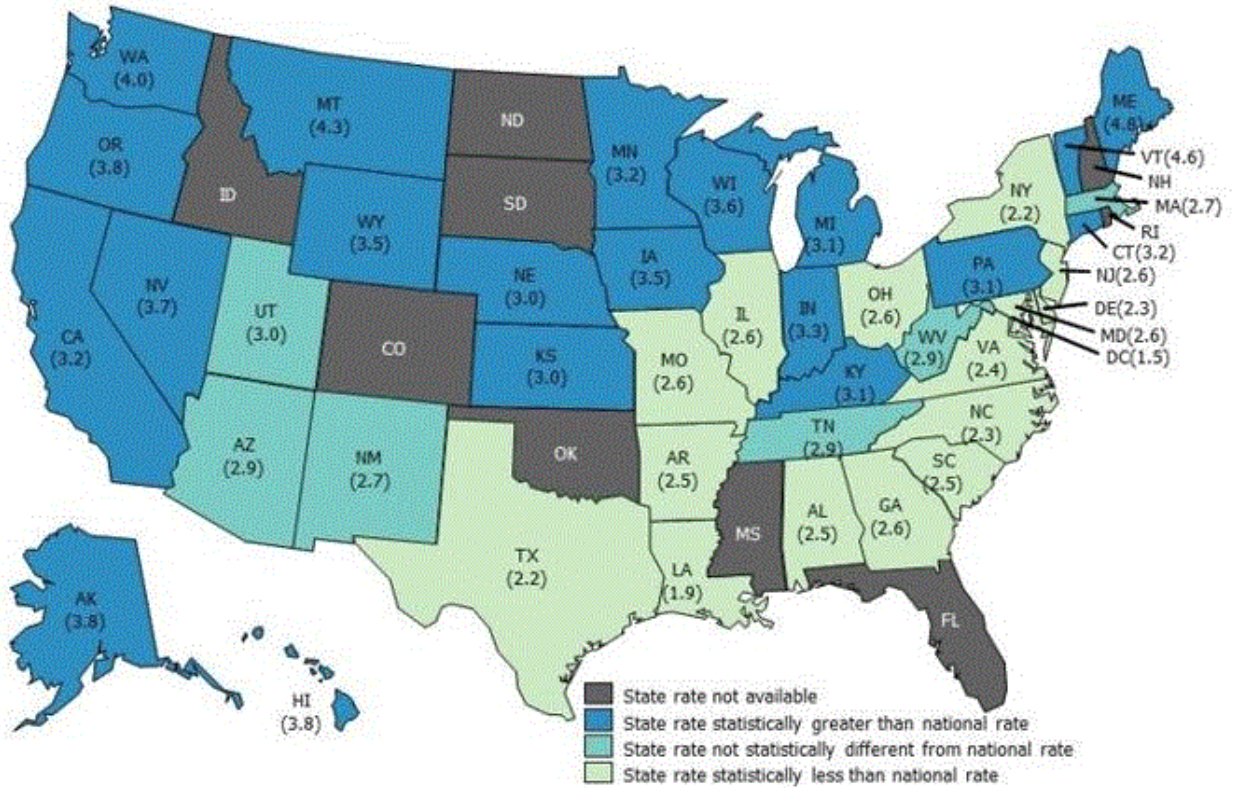 WA
(4.0)
MT
(4.3)
ND
MN
(3.2)
ME
(4.8)
OR
(3.8)
ID
SD
WI
(3.6)
VT(4.6)
NH
MA(2.7)
RI
CT(3.2)
NY
(2.2)
WY
(3.5)
MI
(3.1)
IA
(3.5)
NE
(3.0)
PA
(3.1)
NJ(2.6)
NV
(3.7)
UT
(3.0)
CO
IL
(2.6)
IN
(3.3)
OH
(2.6)
DE(2.3)
MD(2.6)
DC(1.5)
CA
(3.2)
KS
(3.0)
MO
(2.6)
WV
(2.9)
VA
(2.4)
KY
(3.1)
AZ
(2.9)
NM
(2.7)
OK
AR
(2.5)
TN
(2.9)
NC
(2.3)
SC
(2.5)
TX
(2.2)
LA
(1.9)
MS
AL
(2.5)
GA
(2.6)
FL
AK
(3.8)
HI
(3.8)
State rate not available
State rate statistically greater than national rate
State rate not statistically different from national rate
State rate statistically less than national rate